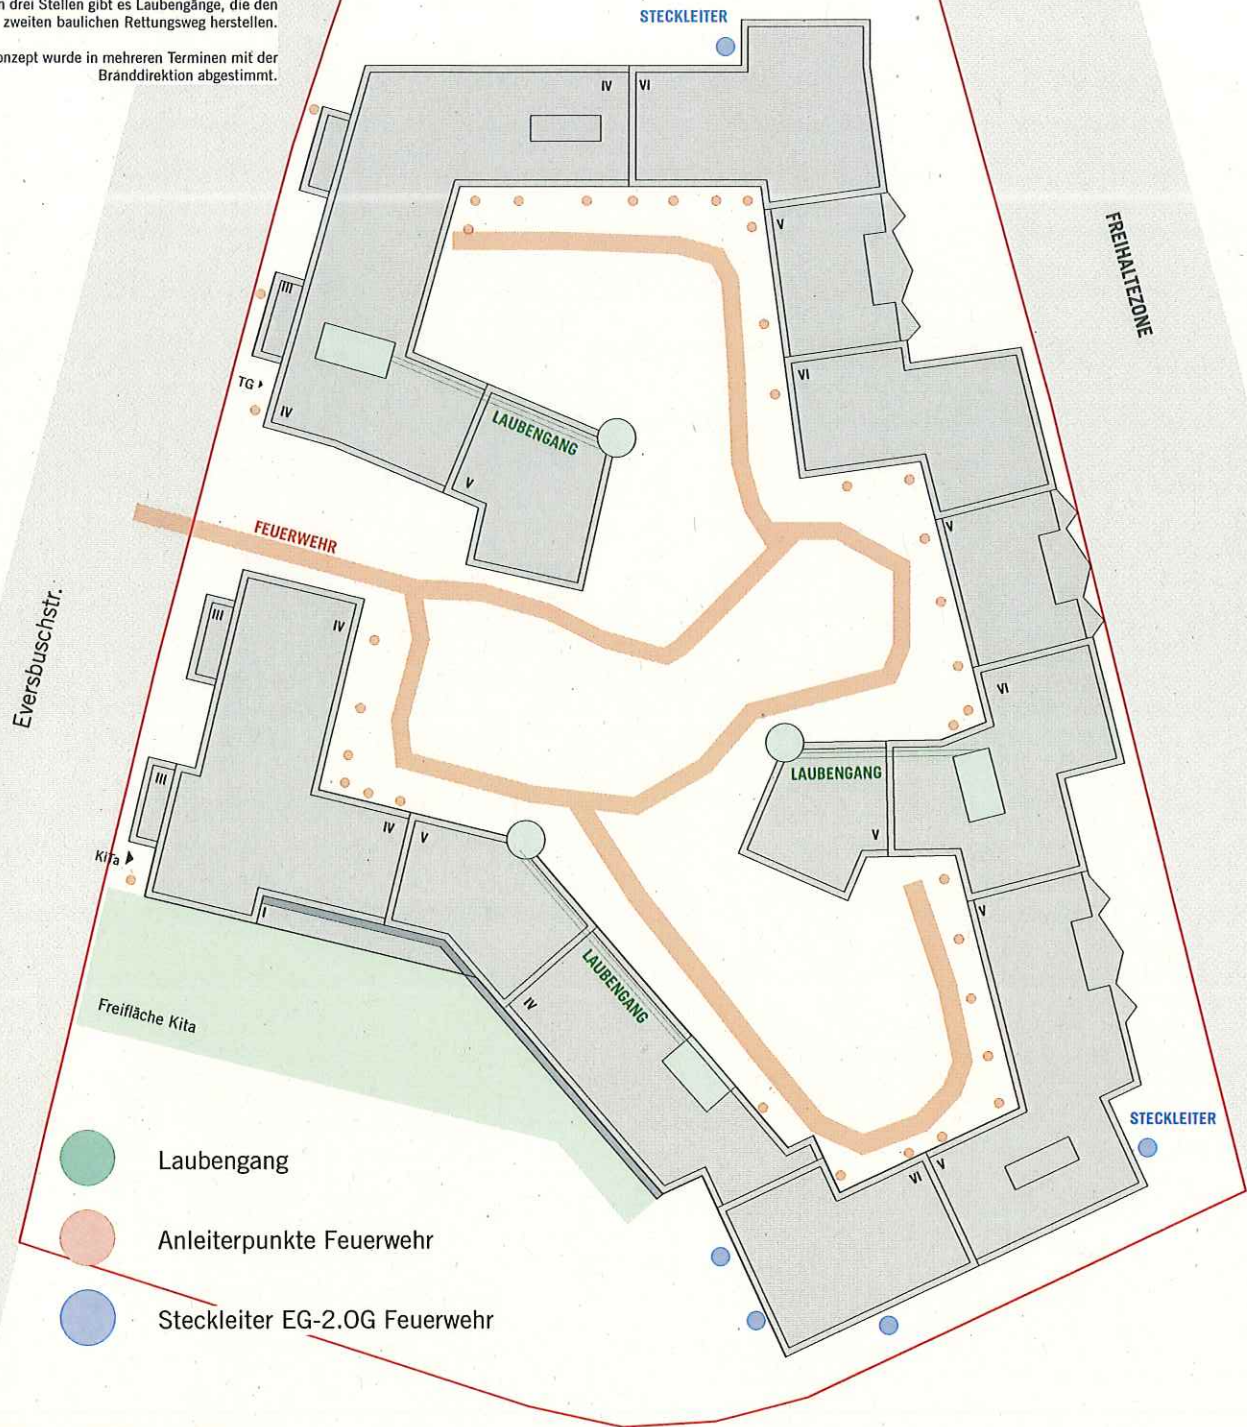 drei Stellen gibt es Laubengänge, die den
zweiten baulichen Rettungsweg herstellen.
onzept wurde in mehreren Terminen mit der
Branddirektion abgestimmt.
STECKLEITER
IV
VI
V
FREIHALTEZONE
III
VI
TG
IV
LAUBENGANG
V
V
FEUERWEHR
Eversbuschstr.
III
IV
VI
III
LAUBENGANG
IV
V
V
KiTa
I
V
LAUBENGANG
IV
Freifläche Kita
STECKLEITER
Laubengang
VI
V
Anleiterpunkte Feuerwehr
Steckleiter EG-2.OG Feuerwehr